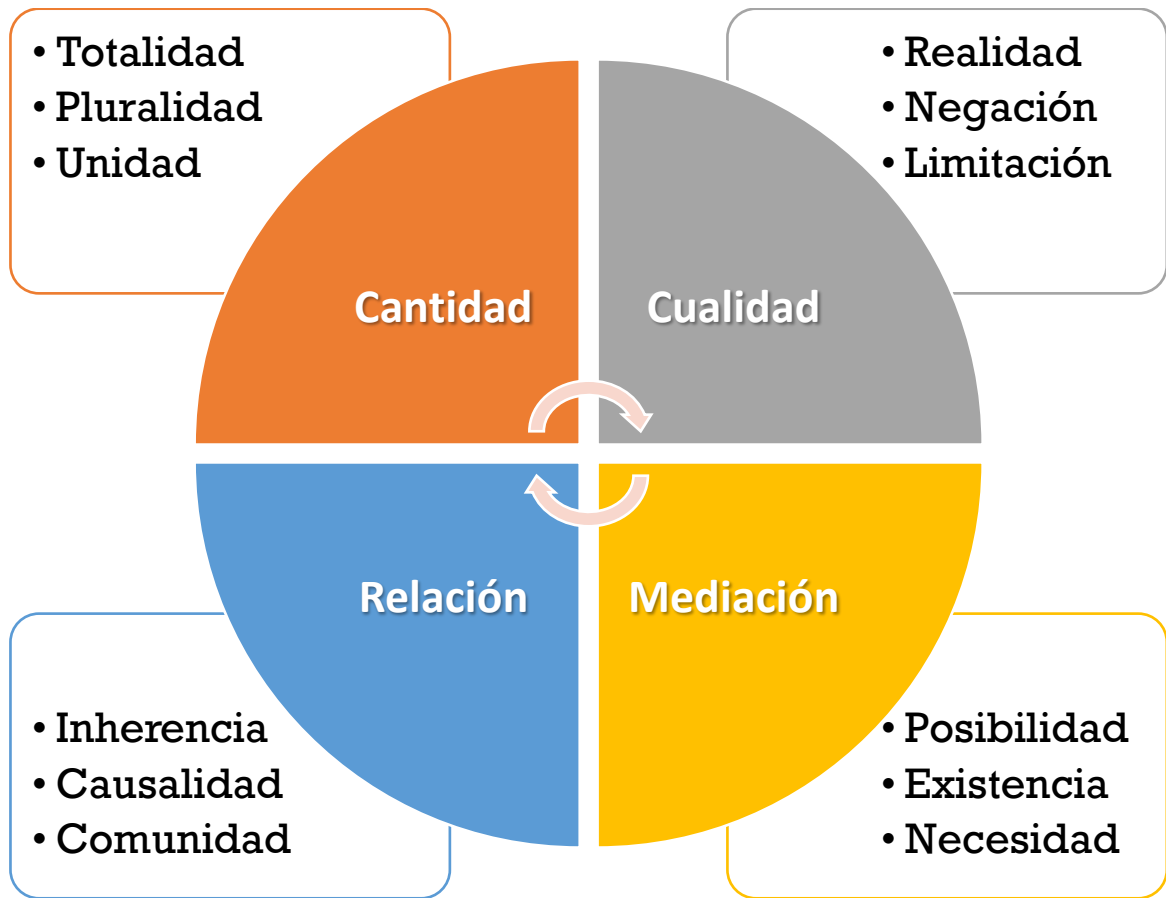 • Totalidad
• Pluralidad
• Unidad
• Realidad
• Negación
• Limitación
Cantidad
Cualidad
Relación
Mediación
• Inherencia
• Causalidad
• Comunidad
• Posibilidad
• Existencia
• Necesidad